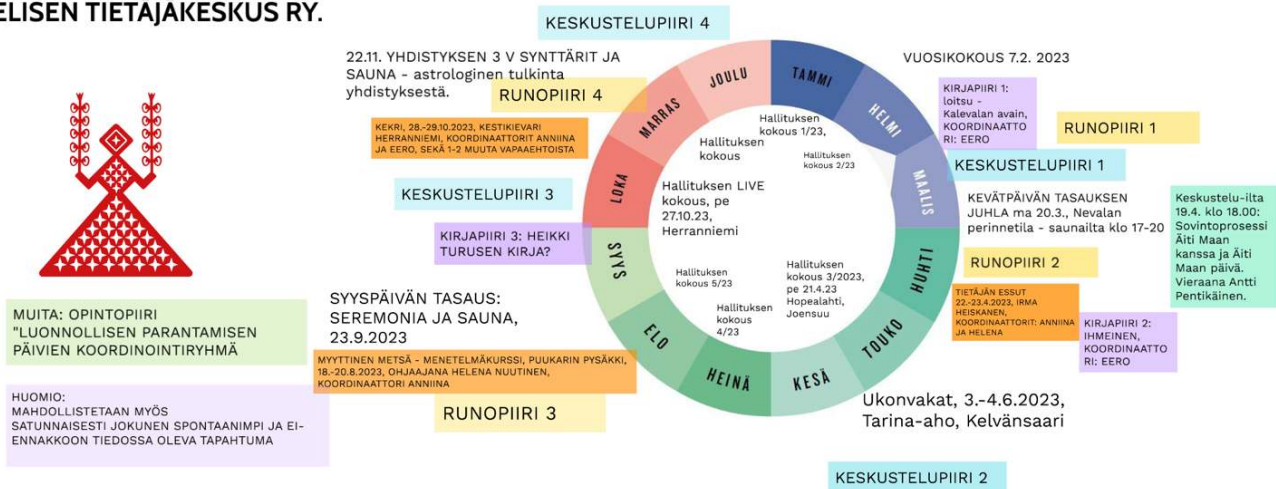 ELISEN TIETÄJÄKESKUS RY.
KESKUSTELUPIIRI 4
22.11. YHDISTYKSEN 3 V SYNTTÄRIT JA
SAUNA - astrologinen tulkinta
yhdistyksestä.
RUNOPIIRI 4
KEKRI, 28.-29.10.2023, KESTIKIEVARI
HERRANNIEMI, KOORDINAATTORIT ANNIINA
JA EERO, SEKÄ 1-2 MUUTA VAPAAEHTOISTA
KESKUSTELUPIIRI 3
KIRJAPIIRI 3: HEIKKI
TURUSEN KIRJA?
SYYSPÄIVÄN TASAUS:
SEREMONIA JA SAUNA,
23.9.2023
MYYTTINEN METSÄ - MENETELMÄKURSSI, PUUKARIN PYSÄKKI,
18.-20.8.2023, OHJAAJANA HELENA NUUTINEN,
KOORDINAATTORI ANNIINA
RUNOPIIRI 3
MUITA: OPINTOPIIRI
"LUONNOLLISEN PARANTAMISEN
PÄIVIEN KOORDINOINTIRYHMÄ
HUOMIO:
MAHDOLLISTETAAN MYÖS
SATUNNAISESTI JOKUNEN SPONTAANIMPI JA EI-
ENNAKKOON TIEDOSSA OLEVA TAPAHTUMA
TAMMI
HELMI
MAALIS
HUHTI
TOUKO
KESÄ
HEINÄ
ELO
SYYS
LOKA
MARRAS
JOULU
Hallituksen
kokous 1/23,
Hallituksen
kokous 2/23
Hallituksen
kokous 3/2023,
pe 21.4.23
Hopealahti,
Joensuu
Hallituksen
kokous
4/23
Hallituksen
kokous 5/23
Hallituksen LIVE
kokous, pe
27.10.23,
Herranniemi
Hallituksen
kokous
VUOSIKOKOUS 7.2. 2023
KIRJAPIIRI 1:
loitsu -
Kalevalan avain,
KOORDINAATTO
RI: EERO
RUNOPIIRI 1
KESKUSTELUPIIRI 1
KEVÄTPÄIVÄN TASAUKSEN
JUHLA ma 20.3., Nevalan
perinnetila - saunailta klo 17-20
Keskustelu-ilta
19.4. klo 18.00:
Sovintoprosessi
Äiti Maan
kanssa ja Äiti
Maan päivä.
Vieraana Antti
Pentikäinen.
RUNOPIIRI 2
TIETÄJÄN ESSUT
22.-23.4.2023, IRMA
HEISKANEN,
KOORDINAATTORIT: ANNIINA
JA HELENA
KIRJAPIIRI 2:
IHMEINEN,
KOORDINAATTO
RI: EERO
Ukonvakat, 3.-4.6.2023,
Tarina-aho, Kelvänsaari
KESKUSTELUPIIRI 2